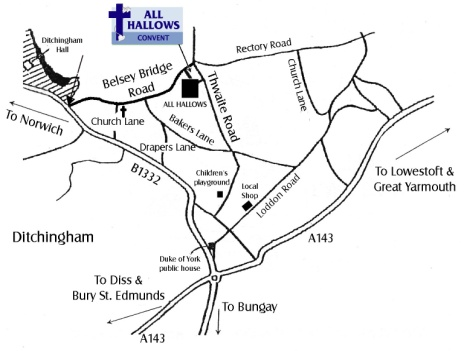 ALL
HALLOWS
CONVENT
Ditchingham
Hall
Rectory Road
Belsey Bridge
Road
ALL HALLOWS
Thwaite Road
Church Lane
To Norwich
Church Lane
Bakers Lane
Drapers Lane
B1332
To Lowestoft &
Great Yarmouth
Children's
playground
Local
Shop
Loddon Road
Ditchingham
A143
Duke of York
public house
To Diss &
Bury St. Edmunds
To Bungay
A143